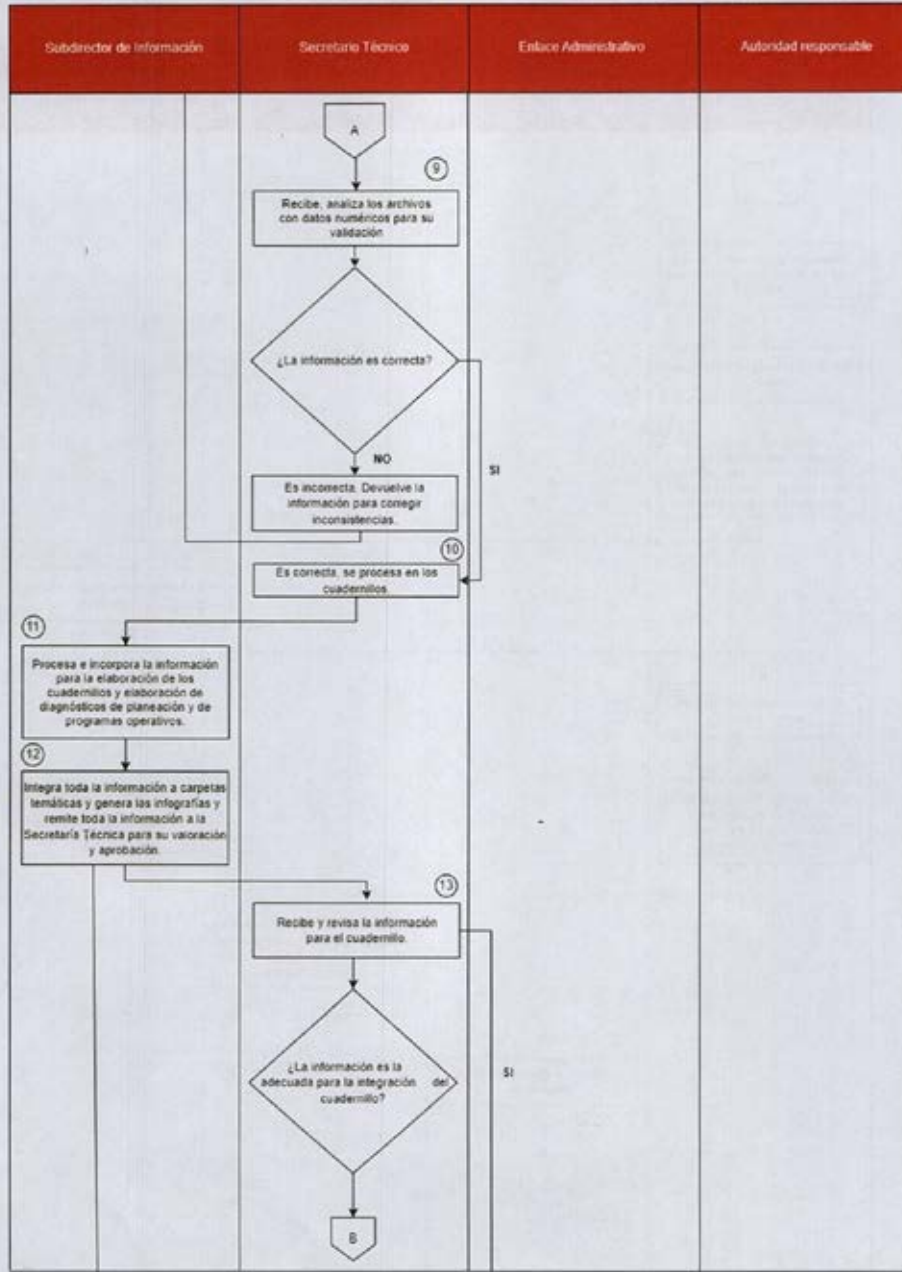 Subdirector de Información
Secretario Técnico
Enlace Administrativo
Autoridad responsable
A
9
Recibe, analiza los archivos
con datos numéricos para su
validación
¿La información es correcta?
NO
SI
Es incorrecta. Devuelve la
información para corregir
inconsistencias.
10
Es correcta, se procesa en los
cuadernillos.
11
Procesa e incorpora la información
para la elaboración de los
cuadernillos y elaboración de
diagnósticos de planeación y de
programas operativos.
12
Integra toda la información a carpetas
temáticas y genera las infografías y
remite toda la información a la
Secretaría Técnica para su valoración
y aprobación.
13
Recibe y revisa la información
para el cuadernillo.
¿La información es la
adecuada para la integración del
cuadernillo?
SI
B